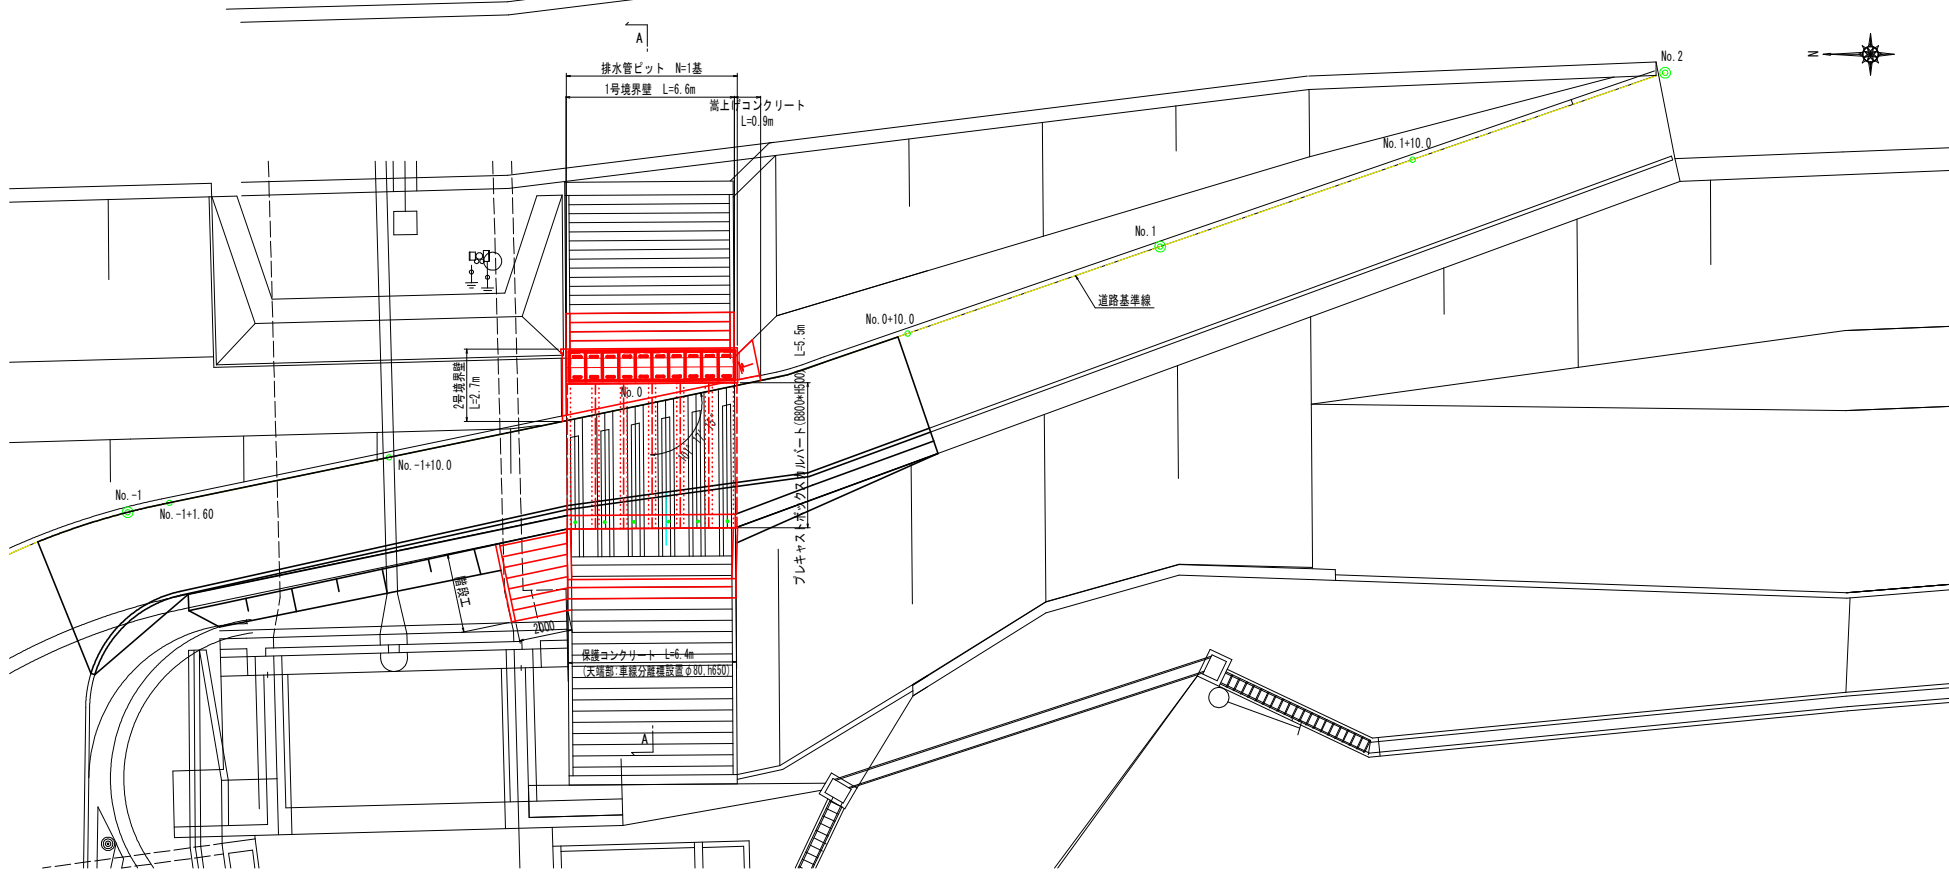 A
排水管ピット N=1基
1号境界壁 L=6.6m
嵩上げコンクリート
L=0.9m
N
No.2
No.1+10.0
No.1
道路基準線
No.0+10.0
2号境界壁
L=2.7m
No.0
プレキャストボックスカルバート(B800*H500) L=5.5m
No.-1+10.0
No.-1
No.-1+1.60
2000
保護コンクリート L=6.4m
(天端部:車線分離標設置φ80,h650)
A